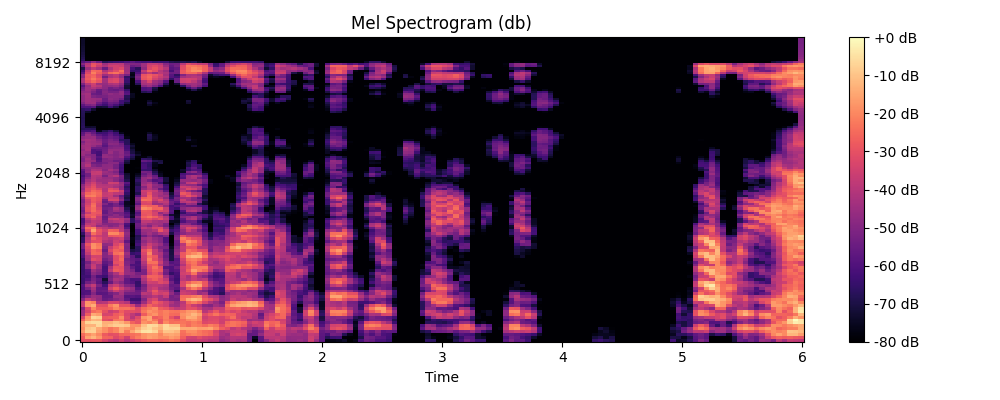 Mel Spectrogram (db)
Hz
8192
4096
2048
1024
512
0
0 1 2 3 4 5 6
Time
+0 dB
-10 dB
-20 dB
-30 dB
-40 dB
-50 dB
-60 dB
-70 dB
-80 dB